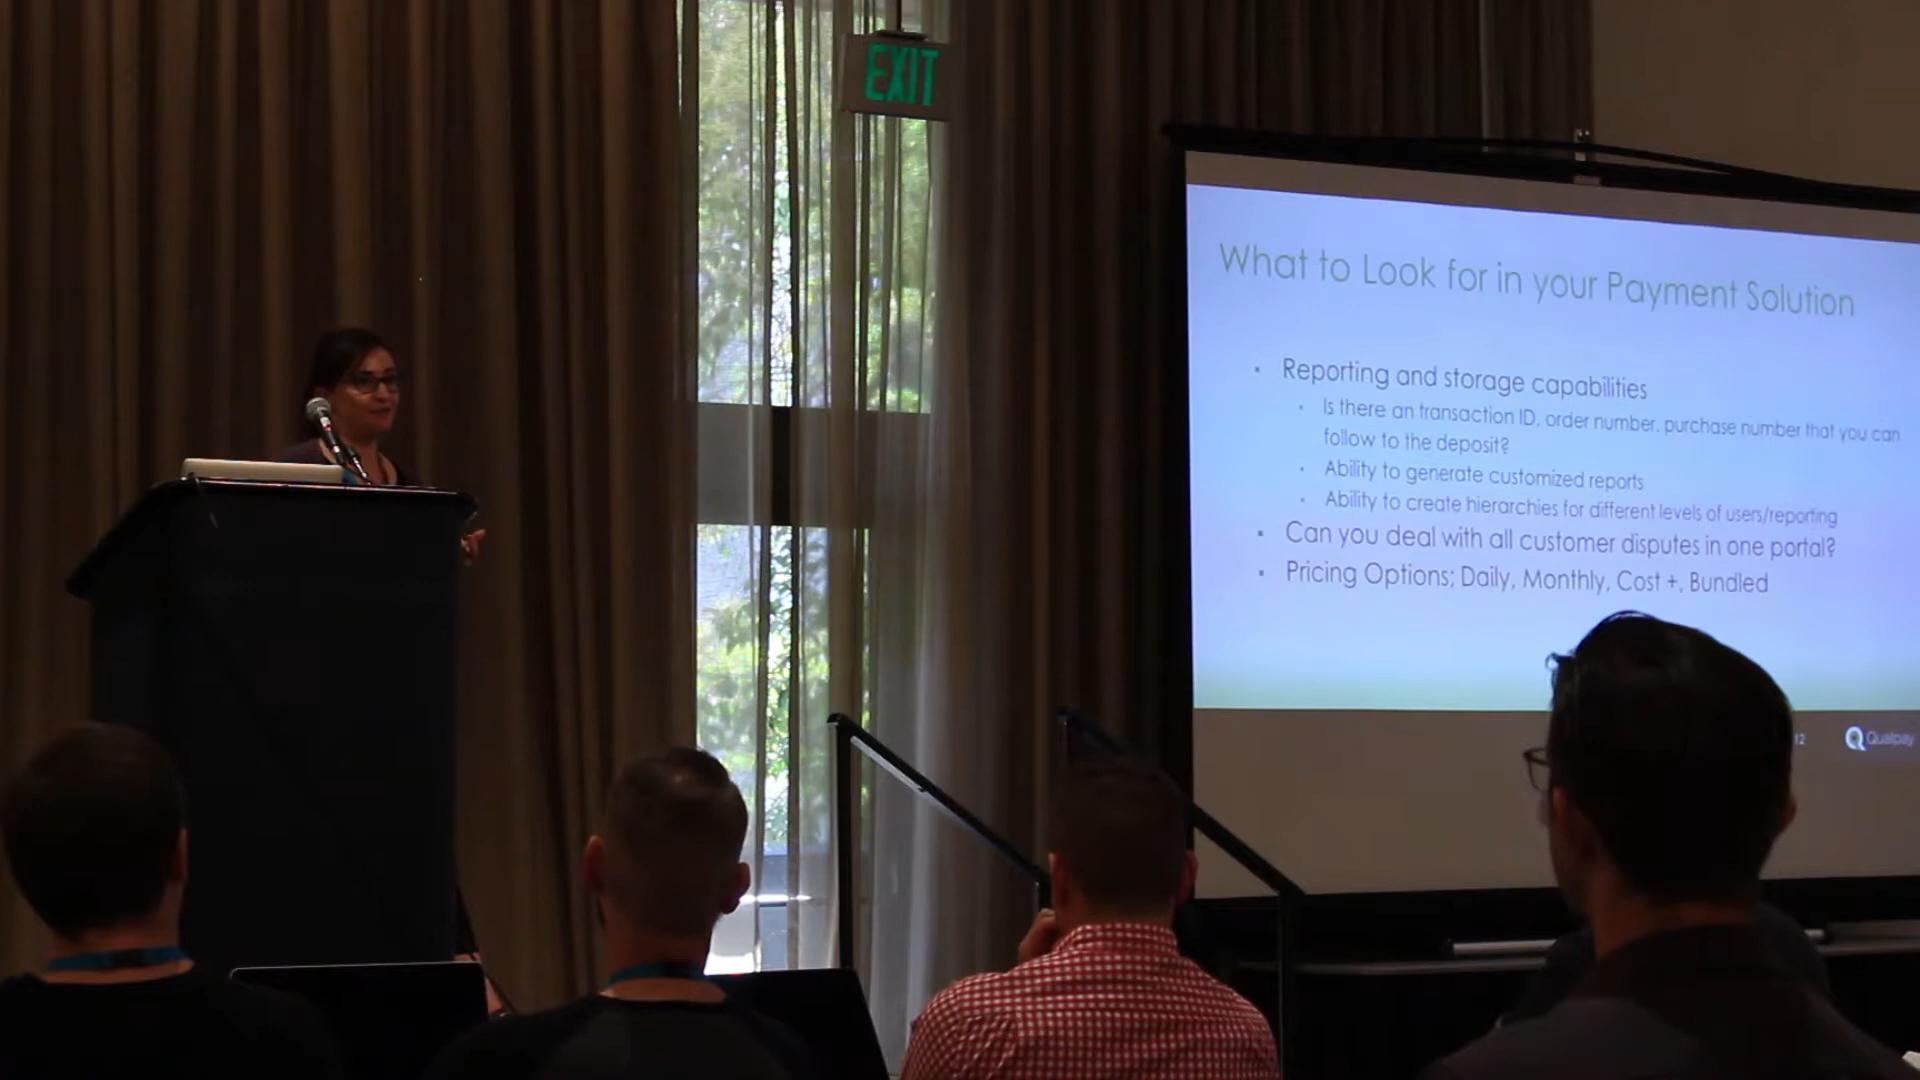 EXIT
What to Look for in your Payment Solution
Reporting and storage capabilities
Is there an transaction ID, order number, purchase number that you can
follow to the deposit?
Ability to generate customized reports
Ability to create hierarchies for different levels of users/reporting
Can you deal with all customer disputes in one portal?
Pricing Options; Daily, Monthly, Cost +, Bundled
12
Qualpay